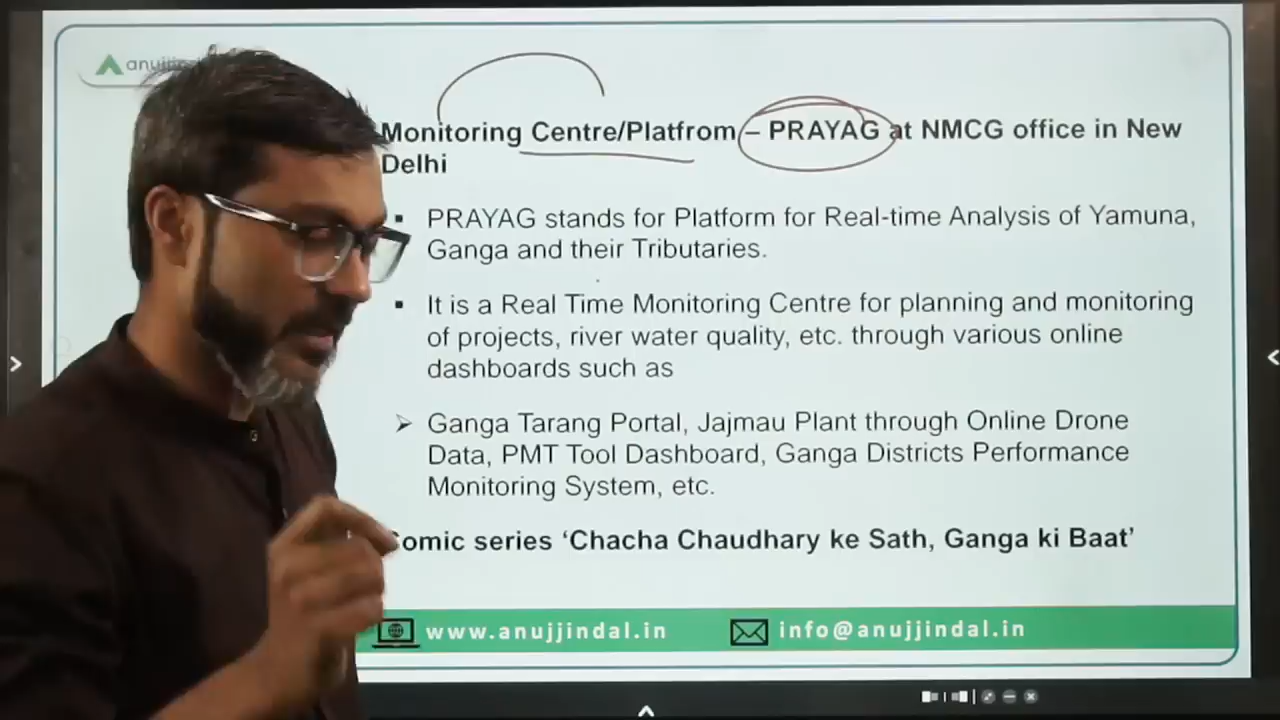 Monitoring Centre/Platfrom – PRAYAG at NMCG office in New
Delhi
▪ PRAYAG stands for Platform for Real-time Analysis of Yamuna,
Ganga and their Tributaries.
▪ It is a Real Time Monitoring Centre for planning and monitoring
of projects, river water quality, etc. through various online
dashboards such as
➢ Ganga Tarang Portal, Jajmau Plant through Online Drone
Data, PMT Tool Dashboard, Ganga Districts Performance
Monitoring System, etc.
series ‘Chacha Chaudhary ke Sath, Ganga ki Baat’
www.anujjindal.in
info@anujjindal.in